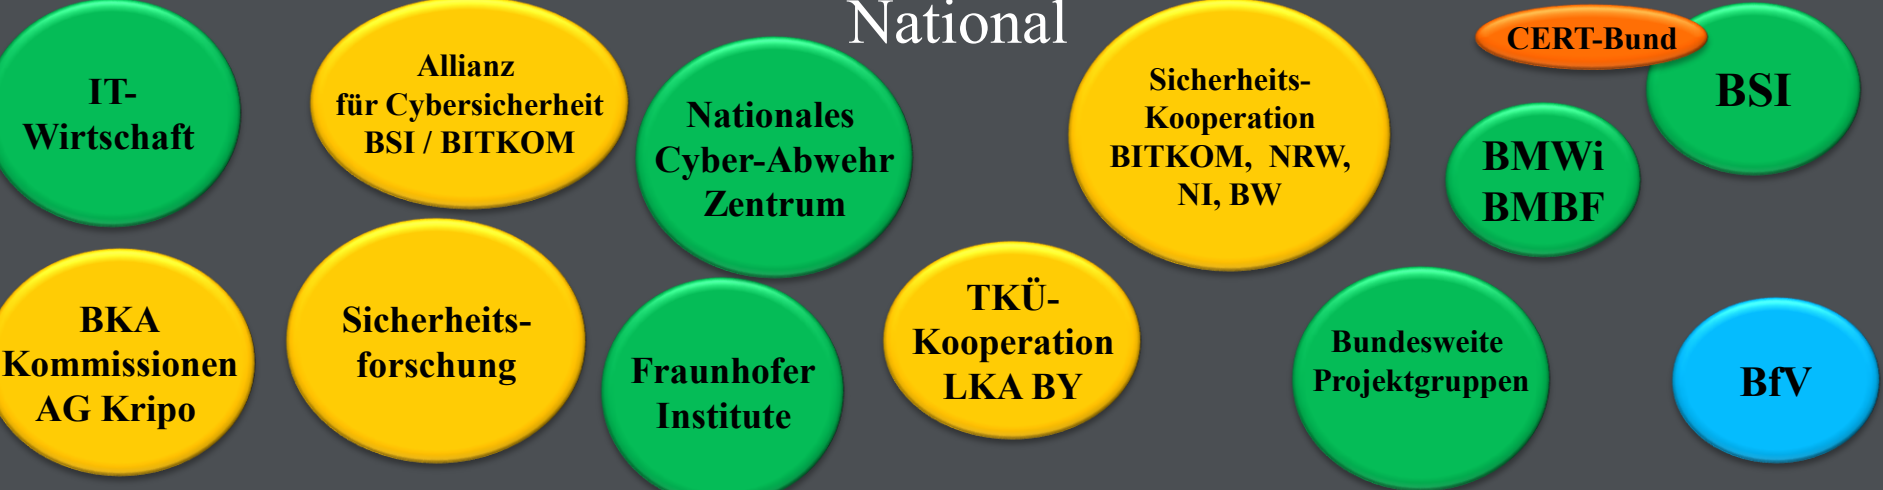 National
IT-
Wirtschaft
Allianz
für Cybersicherheit
BSI / BITKOM
Nationales
Cyber-Abwehr
Zentrum
Sicherheits-
Kooperation
BITKOM, NRW,
NI, BW
CERT-Bund
BSI
BMWi
BMBF
BKA
Kommissionen
AG Kripo
Sicherheits-
forschung
Fraunhofer
Institute
TKÜ-
Kooperation
LKA BY
Bundesweite
Projektgruppen
BfV